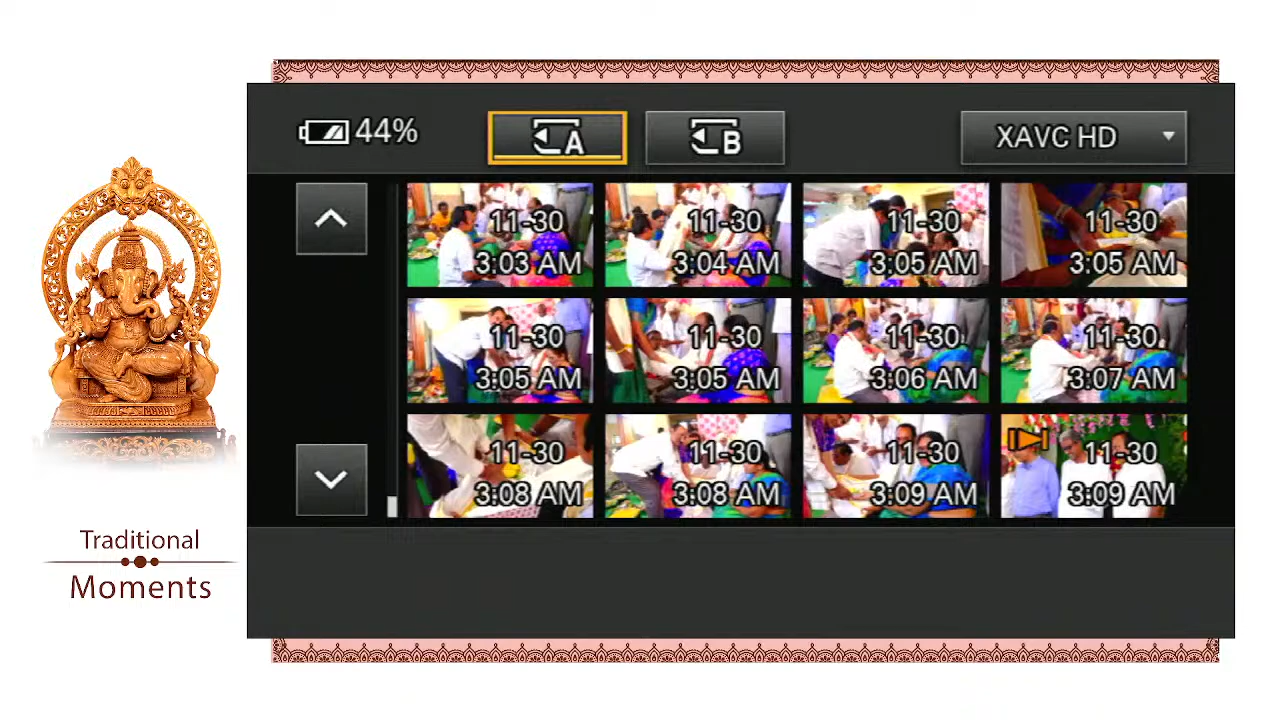 44%
A
B
XAVC HD
11-30
3:03 AM
11-30
3:04 AM
11-30
3:05 AM
11-30
3:05 AM
11-30
3:05 AM
11-30
3:05 AM
11-30
3:06 AM
11-30
3:07 AM
11-30
3:08 AM
11-30
3:08 AM
11-30
3:09 AM
11-30
3:09 AM
Traditional
Moments